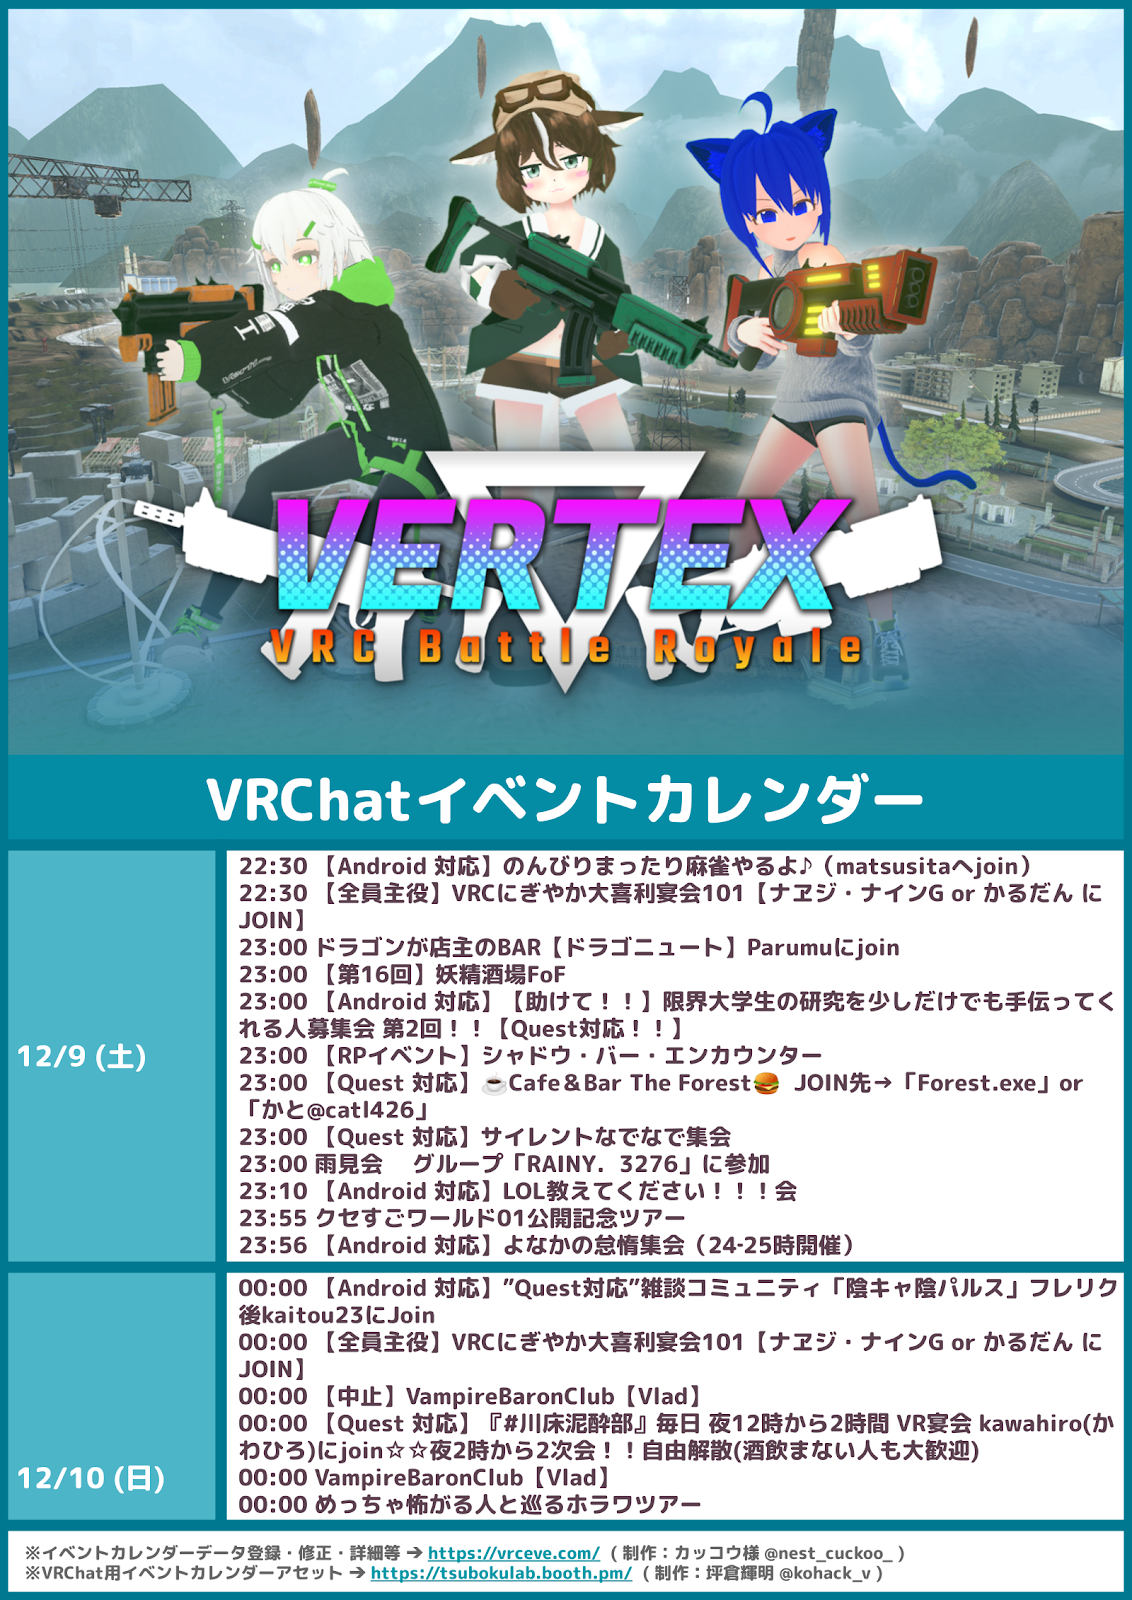 VERTEX
VRC Battle Royale
VRChatイベントカレンダー
12/9 (土)
22:30 【Android 対応】のんびりまったり麻雀やるよ♪（matsusitaへjoin）
22:30 【全員主役】VRCにぎやか大喜利宴会101【ナヱジ・ナインG or かるだん に
JOIN】
23:00 ドラゴンが店主のBAR【ドラゴニュート】Parumuにjoin
23:00 【第16回】妖精酒場FoF
23:00 【Android 対応】【助けて！！】限界大学生の研究を少しだけでも手伝ってく
れる人募集会 第2回！！【Quest対応！！】
23:00 【RPイベント】シャドウ・バー・エンカウンター
23:00 【Quest 対応】☕Cafe＆Bar The Forest🍔 JOIN先→「Forest.exe」or
「かと@catl426」
23:00 【Quest 対応】サイレントなでなで集会
23:00 雨見会　グループ「RAINY．3276」に参加
23:10 【Android 対応】LOL教えてください！！！会
23:55 クセすごワールド01公開記念ツアー
23:56 【Android 対応】よなかの怠惰集会（24-25時開催）
12/10 (日)
00:00 【Android 対応】”Quest対応”雑談コミュニティ「陰キャ陰パルス」フレリク
後kaitou23にJoin
00:00 【全員主役】VRCにぎやか大喜利宴会101【ナヱジ・ナインG or かるだん に
JOIN】
00:00 【中止】VampireBaronClub【Vlad】
00:00 【Quest 対応】『#川床泥酔部』毎日 夜12時から2時間 VR宴会 kawahiro(か
わひろ)にjoin☆☆夜2時から2次会！！自由解散(酒飲まない人も大歓迎)
00:00 VampireBaronClub【Vlad】
00:00 めっちゃ怖がる人と巡るホラワツアー
※イベントカレンダーデータ登録・修正・詳細等 → https://vrceve.com/ （制作：カッコウ様 @nest_cuckoo_）
※VRChat用イベントカレンダーアセット → https://tsubokulab.booth.pm/ （制作：坪倉輝明 @kohack_v）